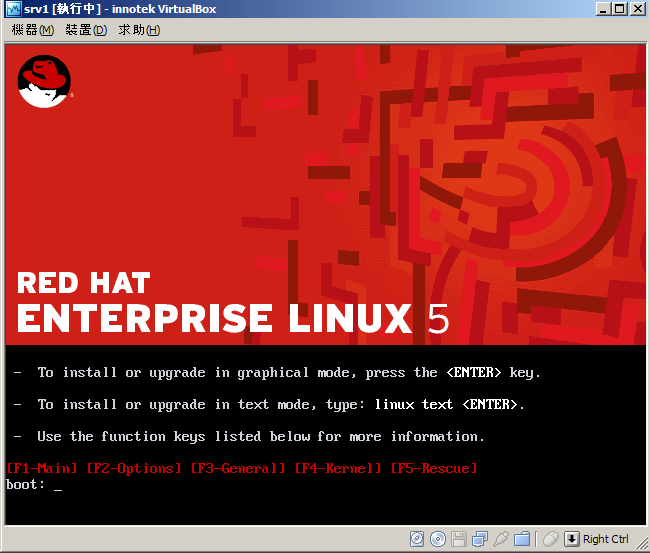 srv1 [執行中] - innotek VirtualBox
機器(M) 裝置(D) 求助(H)
RED HAT
ENTERPRISE LINUX 5
- To install or upgrade in graphical mode, press the <ENTER> key.
- To install or upgrade in text mode, type: linux text <ENTER>.
- Use the function keys listed below for more information.
[F1-Main] [F2-Options] [F3-General] [F4-Kernel] [F5-Rescue]
boot: _
Right Ctrl